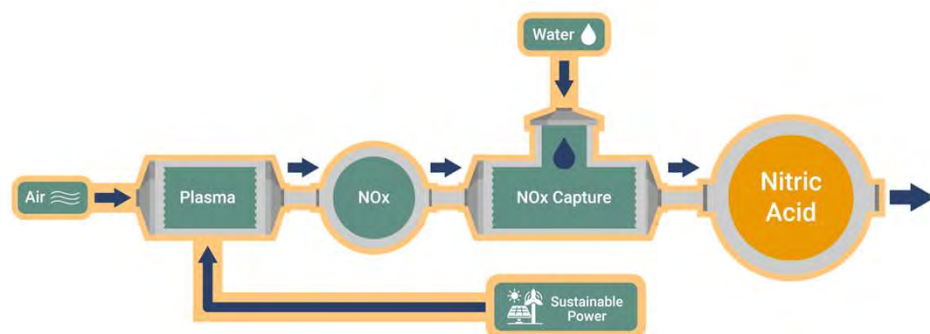 Water
Air
Plasma
NOx
NOx Capture
Nitric
Acid
Sustainable
Power